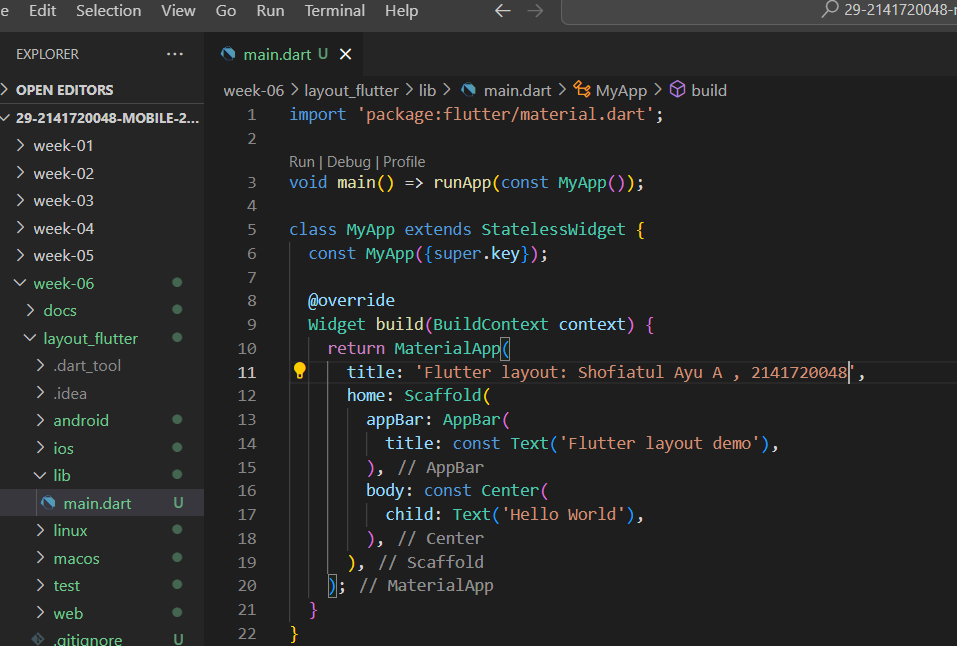 e Edit Selection View Go Run Terminal Help
29-2141720048-
EXPLORER
OPEN EDITORS
29-2141720048-MOBILE-2...
week-01
week-02
week-03
week-04
week-05
week-06
docs
layout_flutter
.dart_tool
.idea
android
ios
lib
main.dart U
linux
macos
test
web
.gitignore U
main.dart U
week-06 > layout_flutter > lib > main.dart > MyApp > build
1 import 'package:flutter/material.dart';
2
Run | Debug | Profile
3 void main() => runApp(const MyApp());
4
5 class MyApp extends StatelessWidget {
6 const MyApp({super.key});
7
8 @override
9 Widget build(BuildContext context) {
10 return MaterialApp(
11 title: 'Flutter layout: Shofiatul Ayu A , 2141720048',
12 home: Scaffold(
13 appBar: AppBar(
14 title: const Text('Flutter layout demo'),
15 ), // AppBar
16 body: const Center(
17 child: Text('Hello World'),
18 ), // Center
19 ), // Scaffold
20 ); // MaterialApp
21 }
22 }